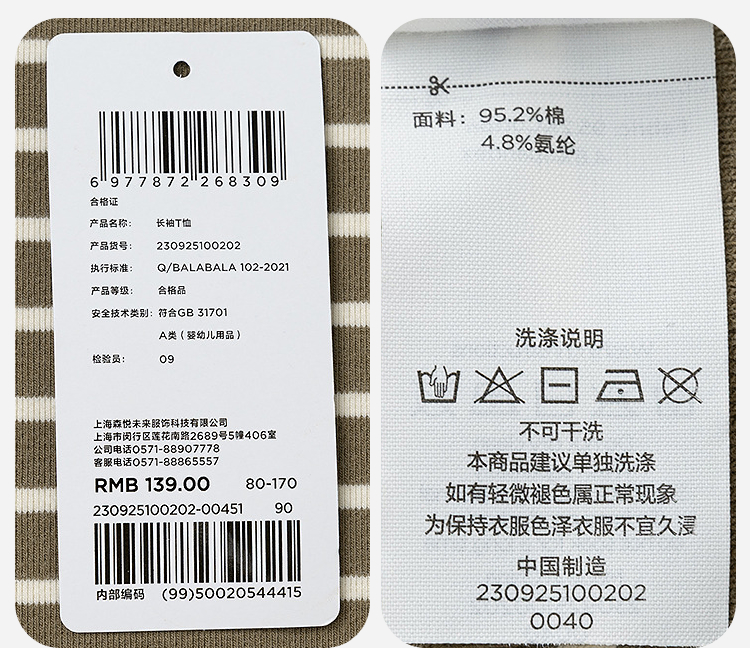 6 977872 268309
合格证
产品名称： 长袖T恤
产品货号： 230925100202
执行标准： Q/BALABALA 102-2021
产品等级： 合格品
安全技术类别：符合GB 31701
A类（婴幼儿用品）
检验员： 09
上海森悦未来服饰科技有限公司
上海市闵行区莲花南路2689号5幢406室
公司电话0571-88907778
客服电话0571-88865557
RMB 139.00 80-170
230925100202-00451 90
内部编码 (99)50020544415
面料：95.2%棉
4.8%氨纶
洗涤说明
不可干洗
本商品建议单独洗涤
如有轻微褪色属正常现象
为保持衣服色泽衣服不宜久浸
中国制造
230925100202
0040